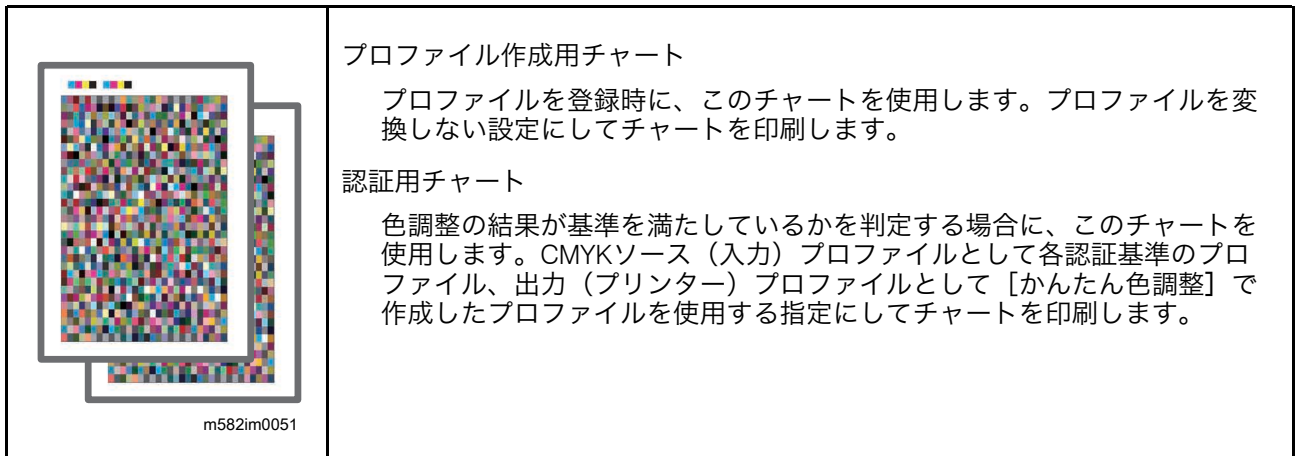 プロファイル作成用チャート
プロファイルを登録時に、このチャートを使用します。プロファイルを変
換しない設定にしてチャートを印刷します。
認証用チャート
色調整の結果が基準を満たしているかを判定する場合に、このチャートを
使用します。CMYKソース（入力）プロファイルとして各認証基準のプロ
ファイル、出力（プリンター）プロファイルとして［かんたん色調整］で
作成したプロファイルを使用する指定にしてチャートを印刷します。
m582im0051